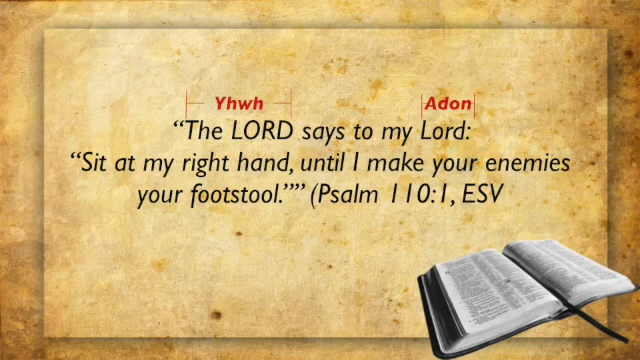 Yhwh Adon
“The LORD says to my Lord:
“Sit at my right hand, until I make your enemies
your footstool.”” (Psalm 110:1, ESV